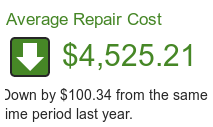 Average Repair Cost
$4,525.21
Down by $100.34 from the same
ime period last year.